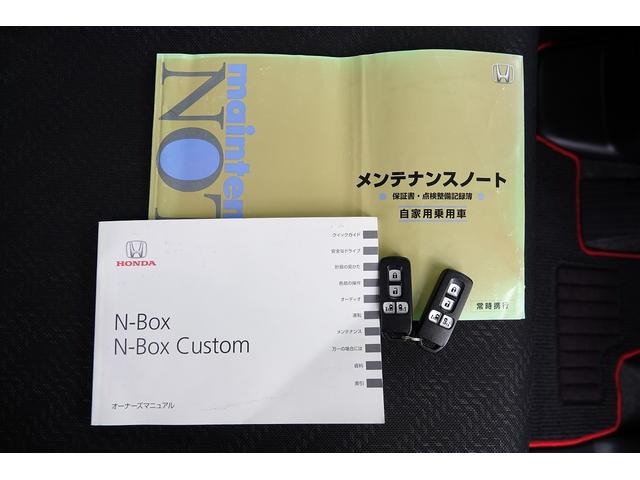 mainten
NOT
メンテナンスノート
保証書・点検整備記録簿
自家用乗用車
常時携行
HONDA
N-Box
N-Box Custom
オーナーズマニュアル
クイックガイド
安全なドライブ
計器の見かた
各部の操作
オーディオ
運転
メンテナンス
万一の場合には
資料
索引